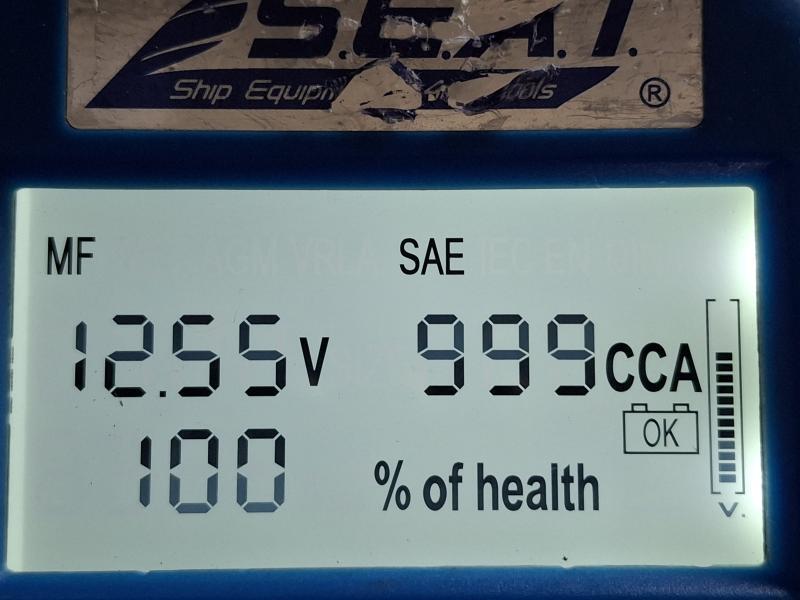 S.E.A.T.
Ship Equip
®
MF SAE
12.55 V 999 CCA
OK
100 % of health
V.